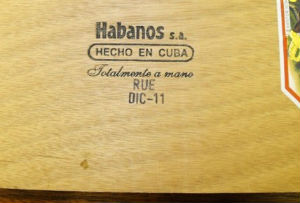 Habanos s.a.
HECHO EN CUBA
Totalmente a mano
RUE
DIC-11